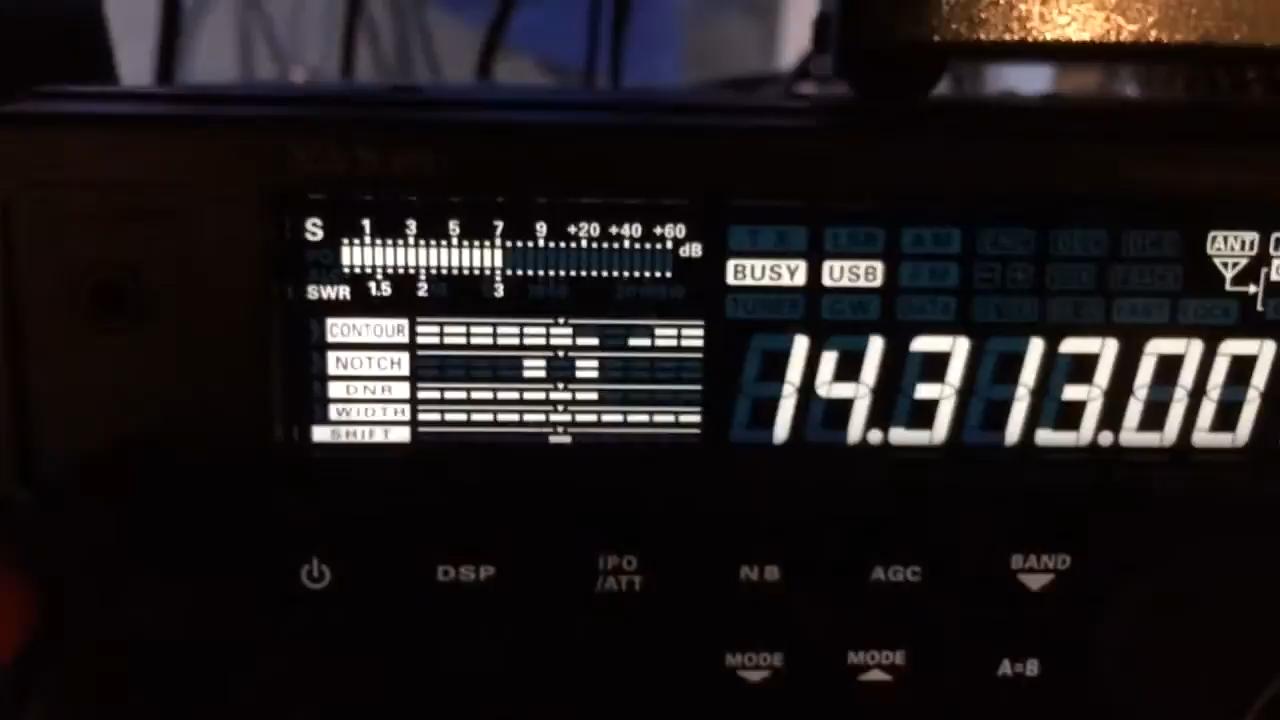 S 1 3 5 7 9 +20 +40 +60 dB
SWR 1.5 2 3
BUSY USB
ANT
TUNER
CONTOUR
NOTCH
DNR
WIDTH
SHIFT
14.313.00
DSP IPO /ATT NB AGC BAND
MODE MODE A=B